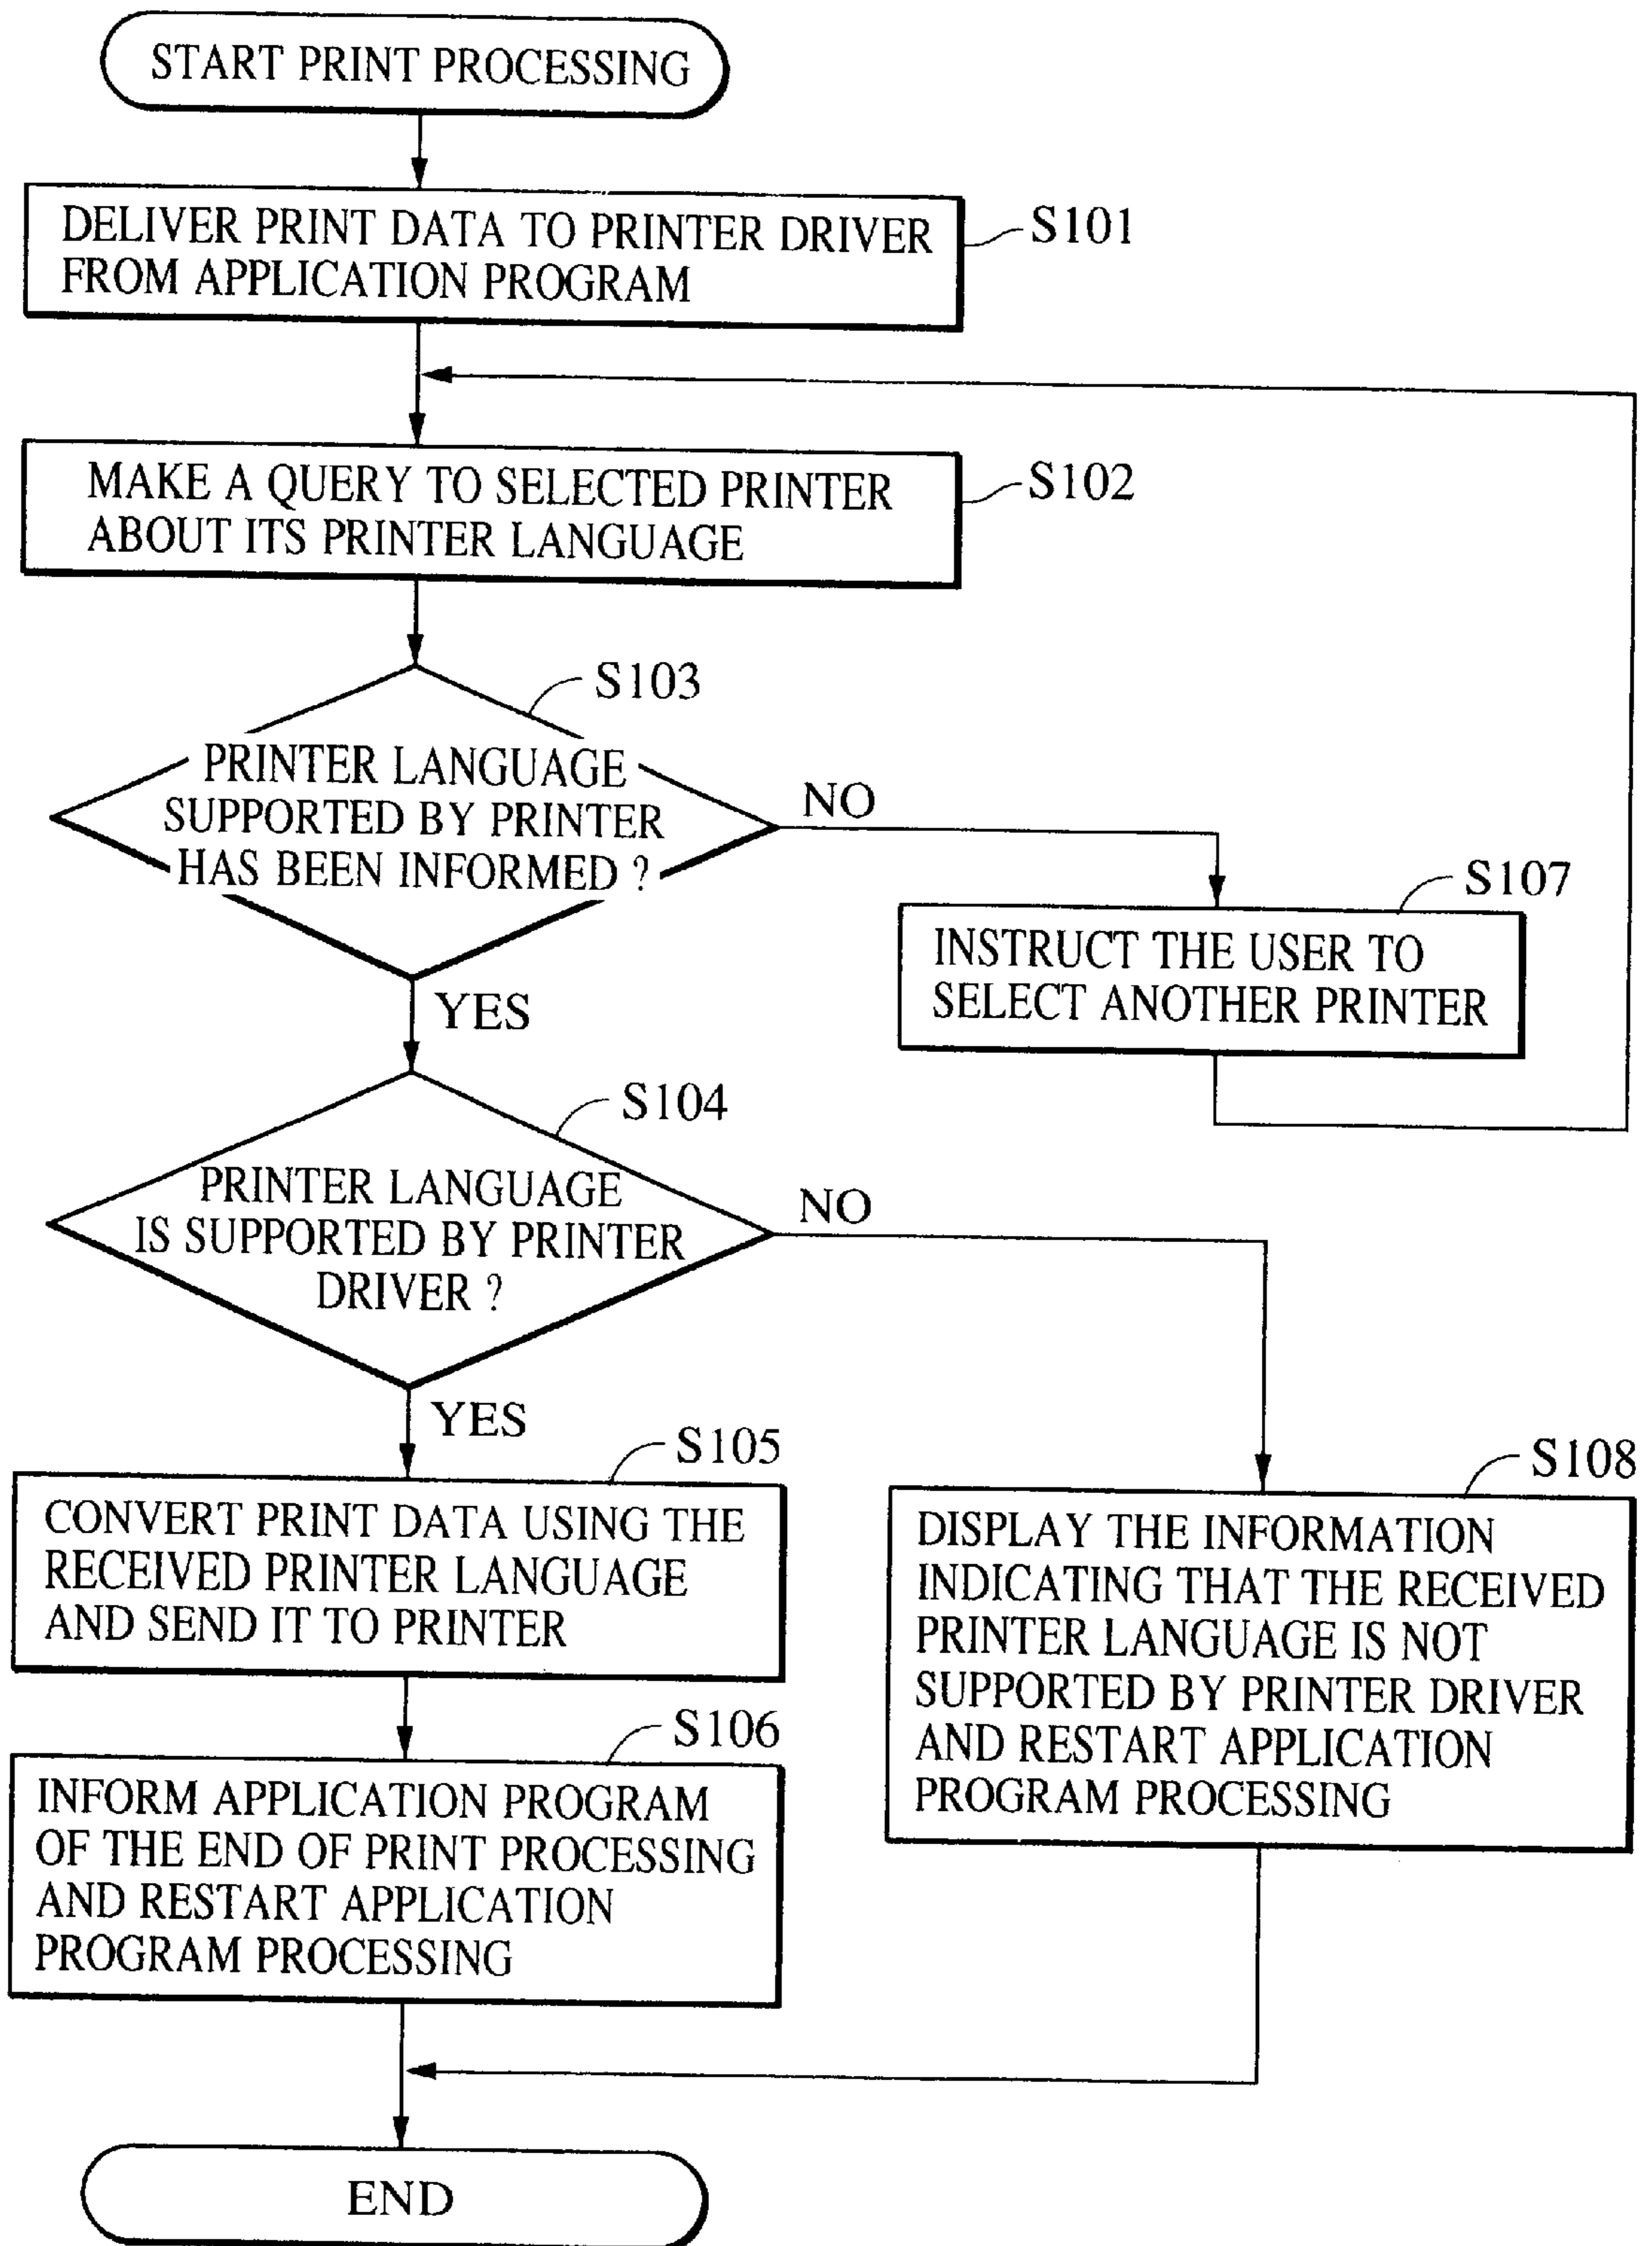 START PRINT PROCESSING
DELIVER PRINT DATA TO PRINTER DRIVER
FROM APPLICATION PROGRAM
S101
MAKE A QUERY TO SELECTED PRINTER
ABOUT ITS PRINTER LANGUAGE
S102
S103
PRINTER LANGUAGE
SUPPORTED BY PRINTER
HAS BEEN INFORMED ?
NO
S107
INSTRUCT THE USER TO
SELECT ANOTHER PRINTER
YES
S104
PRINTER LANGUAGE
IS SUPPORTED BY PRINTER
DRIVER ?
NO
YES
S105
CONVERT PRINT DATA USING THE
RECEIVED PRINTER LANGUAGE
AND SEND IT TO PRINTER
S108
DISPLAY THE INFORMATION
INDICATING THAT THE RECEIVED
PRINTER LANGUAGE IS NOT
SUPPORTED BY PRINTER DRIVER
AND RESTART APPLICATION
PROGRAM PROCESSING
S106
INFORM APPLICATION PROGRAM
OF THE END OF PRINT PROCESSING
AND RESTART APPLICATION
PROGRAM PROCESSING
END